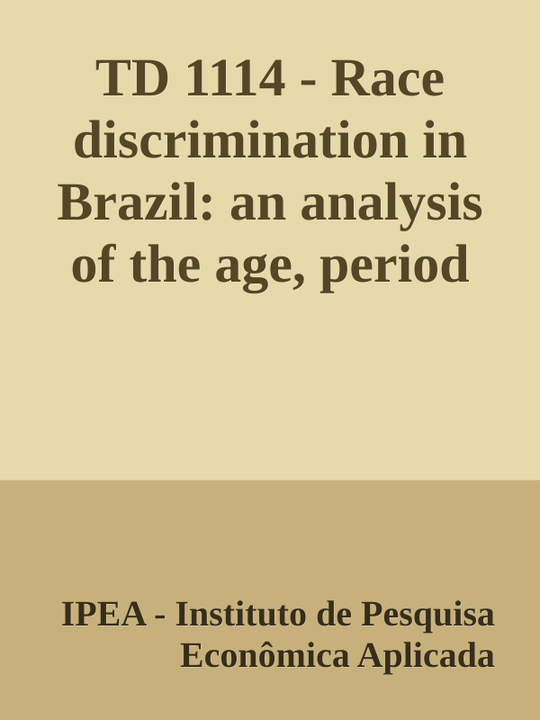 TD 1114 - Race
discrimination in
Brazil: an analysis
of the age, period
IPEA - Instituto de Pesquisa
Econômica Aplicada